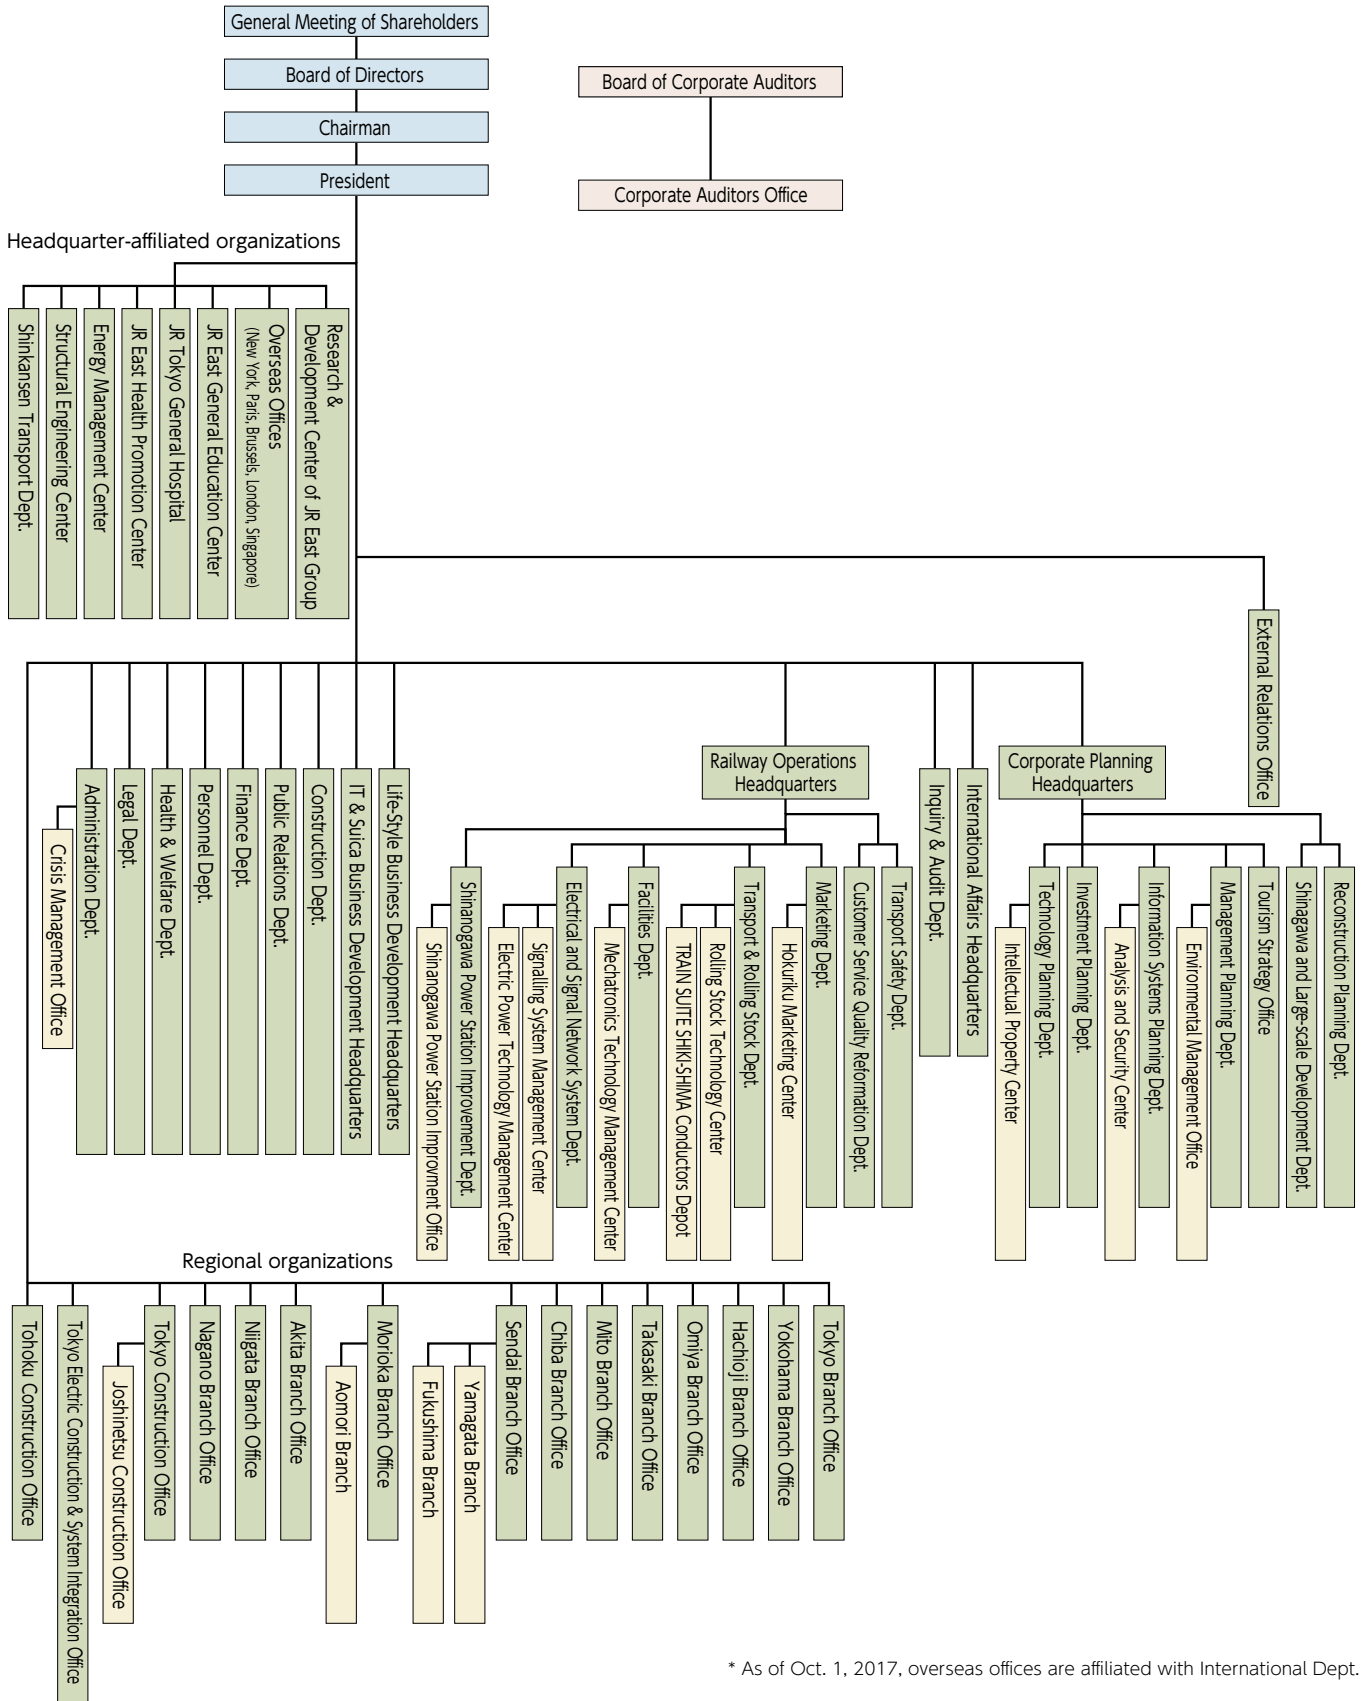 General Meeting of Shareholders
Board of Directors
Chairman
President
Board of Corporate Auditors
Corporate Auditors Office
Headquarter-affiliated organizations
Shinkansen Transport Dept.
Structural Engineering Center
Energy Management Center
JR East Health Promotion Center
JR Tokyo General Hospital
JR East General Education Center
Overseas Offices
(New York, Paris, Brussels, London, Singapore)
Research &
Development Center of JR East Group
External Relations Office
Railway Operations
Headquarters
Corporate Planning
Headquarters
Crisis Management Office
Administration Dept.
Legal Dept.
Health & Welfare Dept.
Personnel Dept.
Finance Dept.
Public Relations Dept.
Construction Dept.
IT & Suica Business Development Headquarters
Life-Style Business Development Headquarters
Shinanogawa Power Station Improvment Office
Shinanogawa Power Station Improvement Dept.
Electric Power Technology Management Center
Signalling System Management Center
Electrical and Signal Network System Dept.
Mechatronics Technology Management Center
Facilities Dept.
TRAIN SUITE SHIKI-SHIMA Conductors Depot
Rolling Stock Technology Center
Transport & Rolling Stock Dept.
Hokuriku Marketing Center
Marketing Dept.
Customer Service Quality Reformation Dept.
Transport Safety Dept.
Inquiry & Audit Dept.
International Affairs Headquarters
Intellectual Property Center
Technology Planning Dept.
Investment Planning Dept.
Analysis and Security Center
Information Systems Planning Dept.
Environmental Management Office
Management Planning Dept.
Tourism Strategy Office
Shinagawa and Large-scale Development Dept.
Reconstruction Planning Dept.
Regional organizations
Tohoku Construction Office
Tokyo Electric Construction & System Integration Office
Joshinetsu Construction Office
Tokyo Construction Office
Nagano Branch Office
Niigata Branch Office
Akita Branch Office
Aomori Branch
Morioka Branch Office
Fukushima Branch
Yamagata Branch
Sendai Branch Office
Chiba Branch Office
Mito Branch Office
Takasaki Branch Office
Omiya Branch Office
Hachioji Branch Office
Yokohama Branch Office
Tokyo Branch Office
* As of Oct. 1, 2017, overseas offices are affiliated with International Dept.